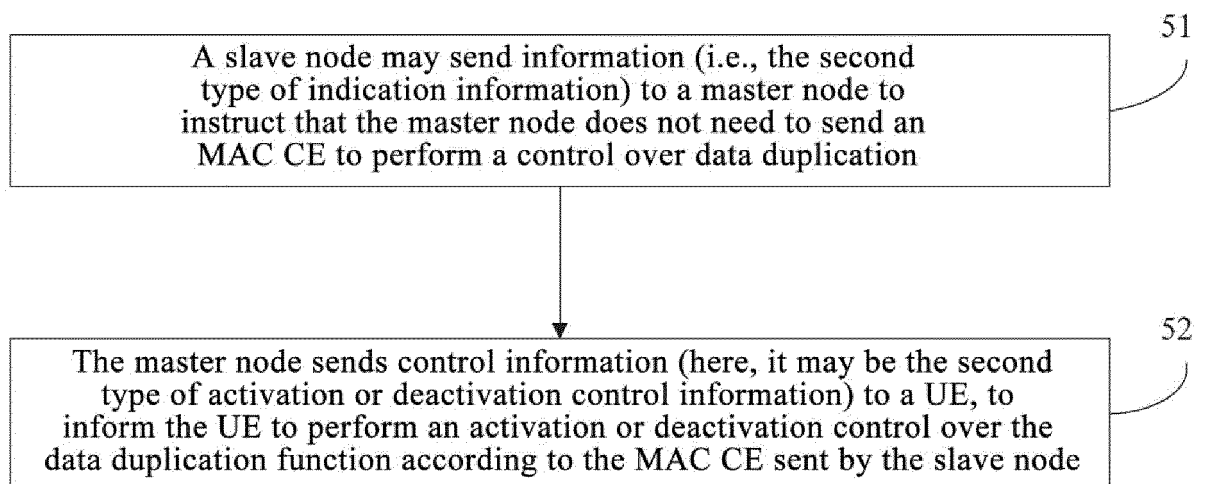 51
A slave node may send information (i.e., the second
type of indication information) to a master node to
instruct that the master node does not need to send an
MAC CE to perform a control over data duplication
52
The master node sends control information (here, it may be the second
type of activation or deactivation control information) to a UE, to
inform the UE to perform an activation or deactivation control over the
data duplication function according to the MAC CE sent by the slave node